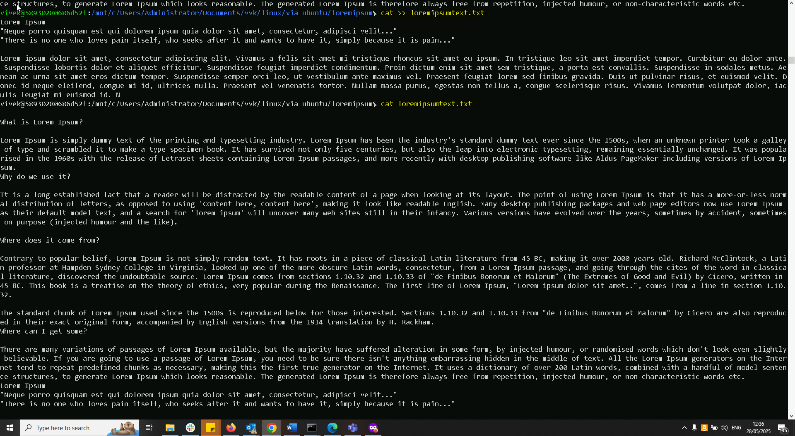 ce structures, to generate Lorem Ipsum which looks reasonable. The generated Lorem Ipsum is therefore always free from repetition, injected humour, or non-characteristic words etc.
/mnt/c/Users/Administrator/Documents/vvk/linux/via ubuntu/loremipsum$ cat >> loremipsumtext.txt
Lorem Ipsum
"Neque porro quisquam est qui dolorem ipsum quia dolor sit amet, consectetur, adipisci velit..."
"There is no one who loves pain itself, who seeks after it and wants to have it, simply because it is pain..."
Lorem ipsum dolor sit amet, consectetur adipiscing elit. Vivamus a felis sit amet mi tristique rhoncus sit amet eu ipsum. In tristique leo sit amet imperdiet tempor. Curabitur eu dolor ante.
Suspendisse lobortis dolor et aliquam efficitur. Suspendisse feugiat imperdiet condimentum. Proin dictum enim sit amet sem tristique, a porta est convallis. Suspendisse in sodales metus. Ae
nean ac urna sit amet eros dictum tempor. Suspendisse semper orci leo, ut vestibulum ante maximus vel. Praesent feugiat lorem sed finibus gravida. Duis ut pulvinar risus, et euismod velit. D
onec id neque eleifend, congue mi id, ultrices nulla. Praesent vel venenatis tortor. Nullam massa purus, egestas non tellus a, congue scelerisque risus. Vivamus fermentum volutpat dolor, iac
ulis feugiat mi euismod id. N
/mnt/c/Users/Administrator/Documents/vvk/linux/via ubuntu/loremipsum$ cat loremipsumtext.txt
What is Lorem Ipsum?
Lorem Ipsum is simply dummy text of the printing and typesetting industry. Lorem Ipsum has been the industry's standard dummy text ever since the 1500s, when an unknown printer took a galley
of type and scrambled it to make a type specimen book. It has survived not only five centuries, but also the leap into electronic typesetting, remaining essentially unchanged. It was popula
rised in the 1960s with the release of Letraset sheets containing Lorem Ipsum passages, and more recently with desktop publishing software like Aldus PageMaker including versions of Lorem Ip
sum.
Why do we use it?
It is a long established fact that a reader will be distracted by the readable content of a page when looking at its layout. The point of using Lorem Ipsum is that it has a more-or-less norm
al distribution of letters, as opposed to using 'Content here, content here', making it look like readable English. Many desktop publishing packages and web page editors now use Lorem Ipsum
as their default model text, and a search for 'lorem ipsum' will uncover many web sites still in their infancy. Various versions have evolved over the years, sometimes by accident, sometimes
on purpose (injected humour and the like).
Where does it come from?
Contrary to popular belief, Lorem Ipsum is not simply random text. It has roots in a piece of classical Latin literature from 45 BC, making it over 2000 years old. Richard McClintock, a Lati
n professor at Hampden-Sydney College in Virginia, looked up one of the more obscure Latin words, consectetur, from a Lorem Ipsum passage, and going through the cites of the word in classica
l literature, discovered the undoubtable source. Lorem Ipsum comes from sections 1.10.32 and 1.10.33 of "de Finibus Bonorum et Malorum" (The Extremes of Good and Evil) by Cicero, written in
45 BC. This book is a treatise on the theory of ethics, very popular during the Renaissance. The first line of Lorem Ipsum, "Lorem ipsum dolor sit amet..", comes from a line in section 1.10.
32.
The standard chunk of Lorem Ipsum used since the 1500s is reproduced below for those interested. Sections 1.10.32 and 1.10.33 from "de Finibus Bonorum et Malorum" by Cicero are also reproduc
ed in their exact original form, accompanied by English versions from the 1914 translation by H. Rackham.
Where can I get some?
There are many variations of passages of Lorem Ipsum available, but the majority have suffered alteration in some form, by injected humour, or randomised words which don't look even slightly
believable. If you are going to use a passage of Lorem Ipsum, you need to be sure there isn't anything embarrassing hidden in the middle of text. All the Lorem Ipsum generators on the Inter
net tend to repeat predefined chunks as necessary, making this the first true generator on the Internet. It uses a dictionary of over 200 Latin words, combined with a handful of model senten
ce structures, to generate Lorem Ipsum which looks reasonable. The generated Lorem Ipsum is therefore always free from repetition, injected humour, or non-characteristic words etc.
Lorem Ipsum
"Neque porro quisquam est qui dolorem ipsum quia dolor sit amet, consectetur, adipisci velit..."
"There is no one who loves pain itself, who seeks after it and wants to have it, simply because it is pain..."
Type here to search
ENG
12:06
28/05/2025